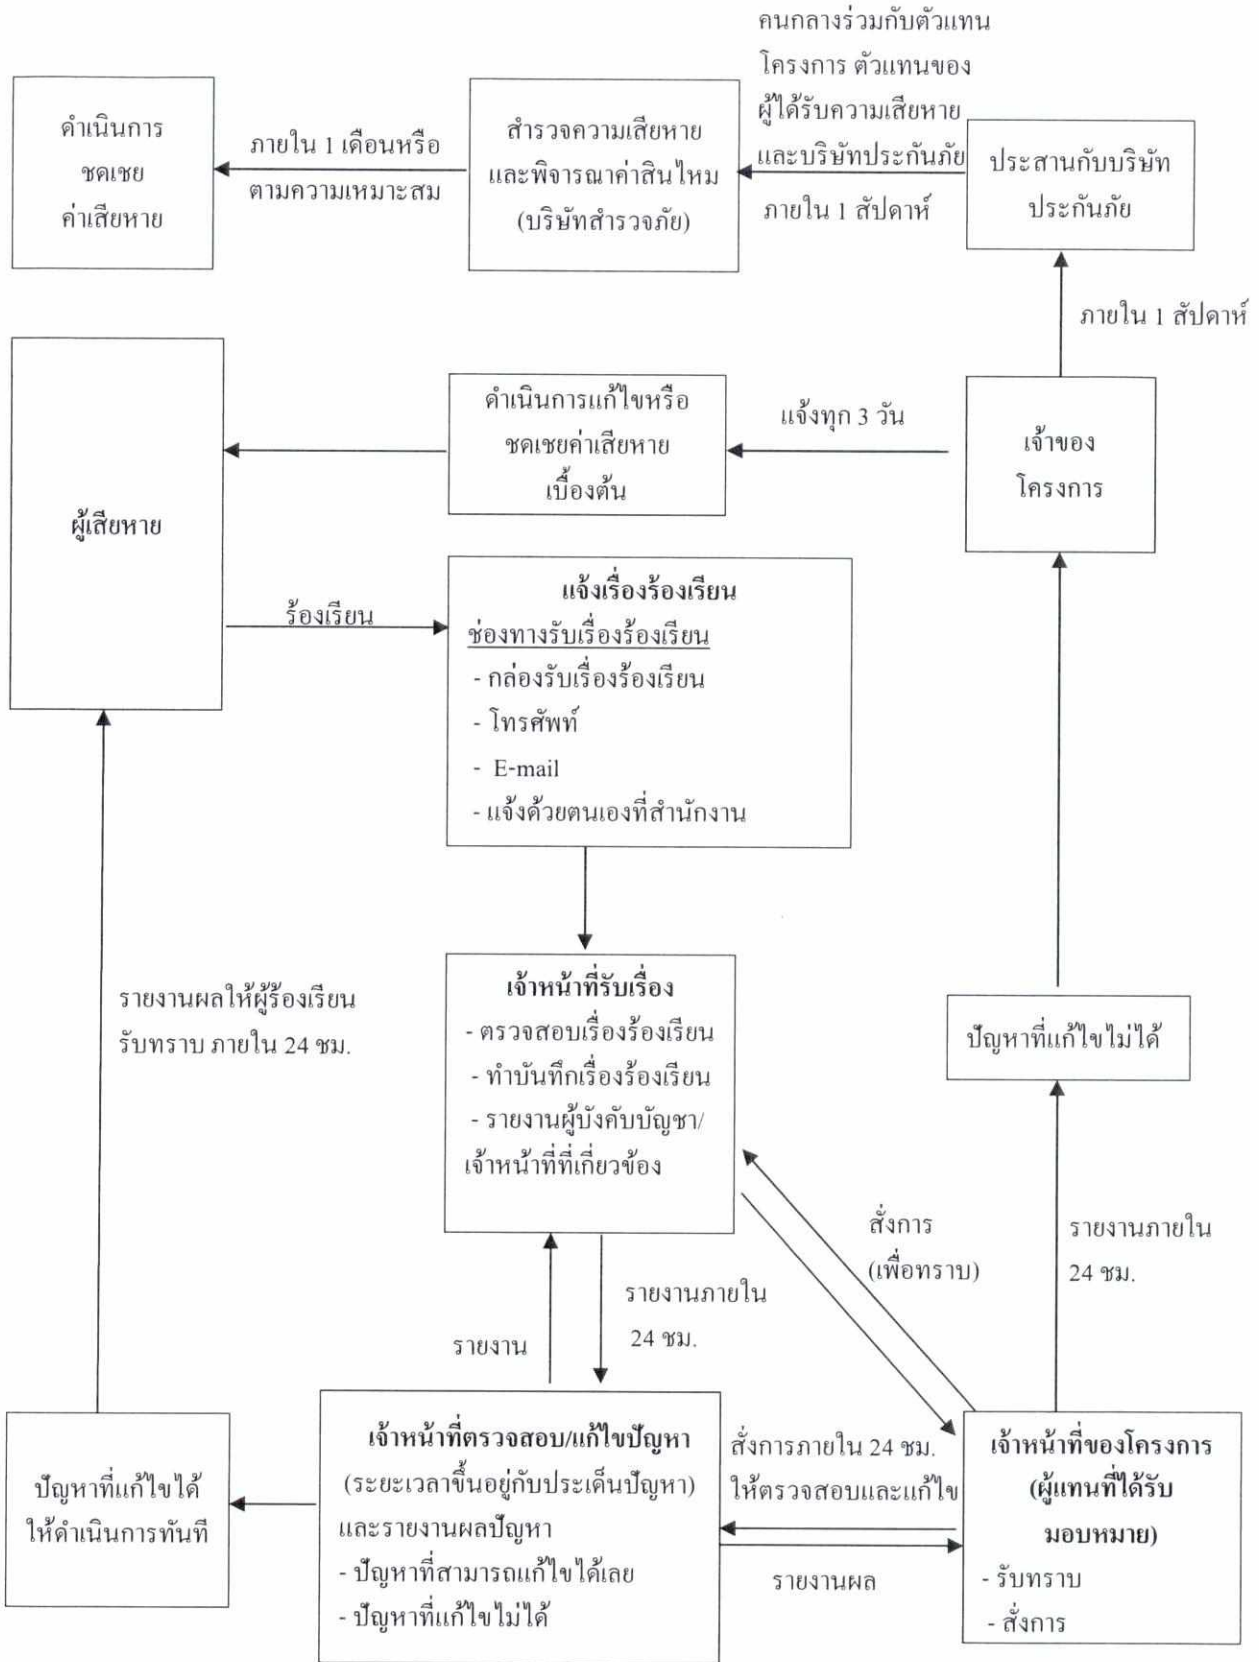 คนกลางร่วมกับตัวแทน
โครงการ ตัวแทนของ
ผู้ได้รับความเสียหาย
และบริษัทประกันภัย
ภายใน 1 สัปดาห์
ดำเนินการ
ชดเชย
ค่าเสียหาย
ภายใน 1 เดือนหรือ
ตามความเหมาะสม
สำรวจความเสียหาย
และพิจารณาค่าสินไหม
(บริษัทสำรวจภัย)
ประสานกับบริษัท
ประกันภัย
ภายใน 1 สัปดาห์
ผู้เสียหาย
ดำเนินการแก้ไขหรือ
ชดเชยค่าเสียหาย
เบื้องต้น
แจ้งทุก 3 วัน
เจ้าของ
โครงการ
ร้องเรียน
แจ้งเรื่องร้องเรียน
ช่องทางรับเรื่องร้องเรียน
- กล่องรับเรื่องร้องเรียน
- โทรศัพท์
- E-mail
- แจ้งด้วยตนเองที่สำนักงาน
รายงานผลให้ผู้ร้องเรียน
รับทราบ ภายใน 24 ชม.
เจ้าหน้าที่รับเรื่อง
- ตรวจสอบเรื่องร้องเรียน
- ทำบันทึกเรื่องร้องเรียน
- รายงานผู้บังคับบัญชา/
เจ้าหน้าที่ที่เกี่ยวข้อง
ปัญหาที่แก้ไขไม่ได้
สั่งการ
(เพื่อทราบ)
รายงานภายใน
24 ชม.
รายงาน
รายงานภายใน
24 ชม.
ปัญหาที่แก้ไขได้
ให้ดำเนินการทันที
เจ้าหน้าที่ตรวจสอบ/แก้ไขปัญหา
(ระยะเวลาขึ้นอยู่กับประเด็นปัญหา)
และรายงานผลปัญหา
- ปัญหาที่สามารถแก้ไขได้เลย
- ปัญหาที่แก้ไขไม่ได้
สั่งการภายใน 24 ชม.
ให้ตรวจสอบและแก้ไข
รายงานผล
เจ้าหน้าที่ของโครงการ
(ผู้แทนที่ได้รับ
มอบหมาย)
- รับทราบ
- สั่งการ